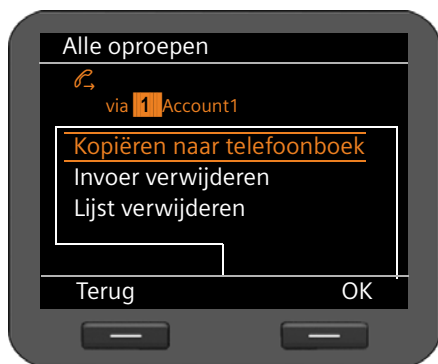 Alle oproepen
via 1 Account1
Kopiëren naar telefoonboek
Invoer verwijderen
Lijst verwijderen
Terug OK